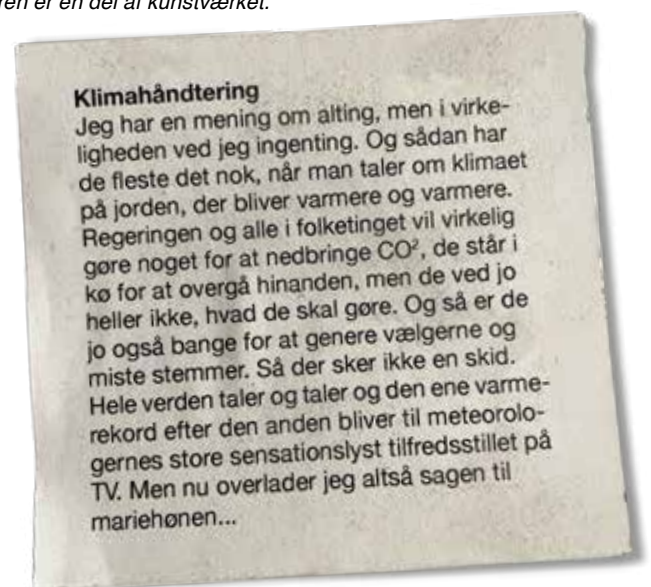 ren er en del af kunstværket.
Klimahåndtering
Jeg har en mening om alting, men i virke-
ligheden ved jeg ingenting. Og sådan har
de fleste det nok, når man taler om klimaet
på jorden, der bliver varmere og varmere.
Regeringen og alle i folketinget vil virkelig
gøre noget for at nedbringe CO², de står i
kø for at overgå hinanden, men de ved jo
heller ikke, hvad de skal gøre. Og så er de
jo også bange for at genere vælgerne og
miste stemmer. Så der sker ikke en skid.
Hele verden taler og taler og den ene varme-
rekord efter den anden bliver til meteorolo-
gernes store sensationslyst tilfredsstillet på
TV. Men nu overlader jeg altså sagen til
mariehønen...